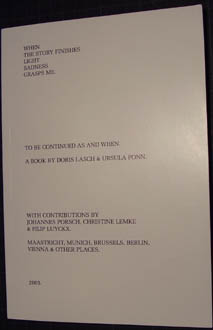 WHEN
THE STORY FINISHES
LIGHT
SADNESS
GRASPS ME.
TO BE CONTINUED AS AND WHEN.
A BOOK BY DORIS LASCH & URSULA PONN.
WITH CONTRIBUTIONS BY
JOHANNES PORSCH, CHRISTINE LEMKE
& FILIP LUYCKX.
MAASTRICHT, MUNICH, BRUSSELS, BERLIN,
VIENNA & OTHER PLACES.
2005.